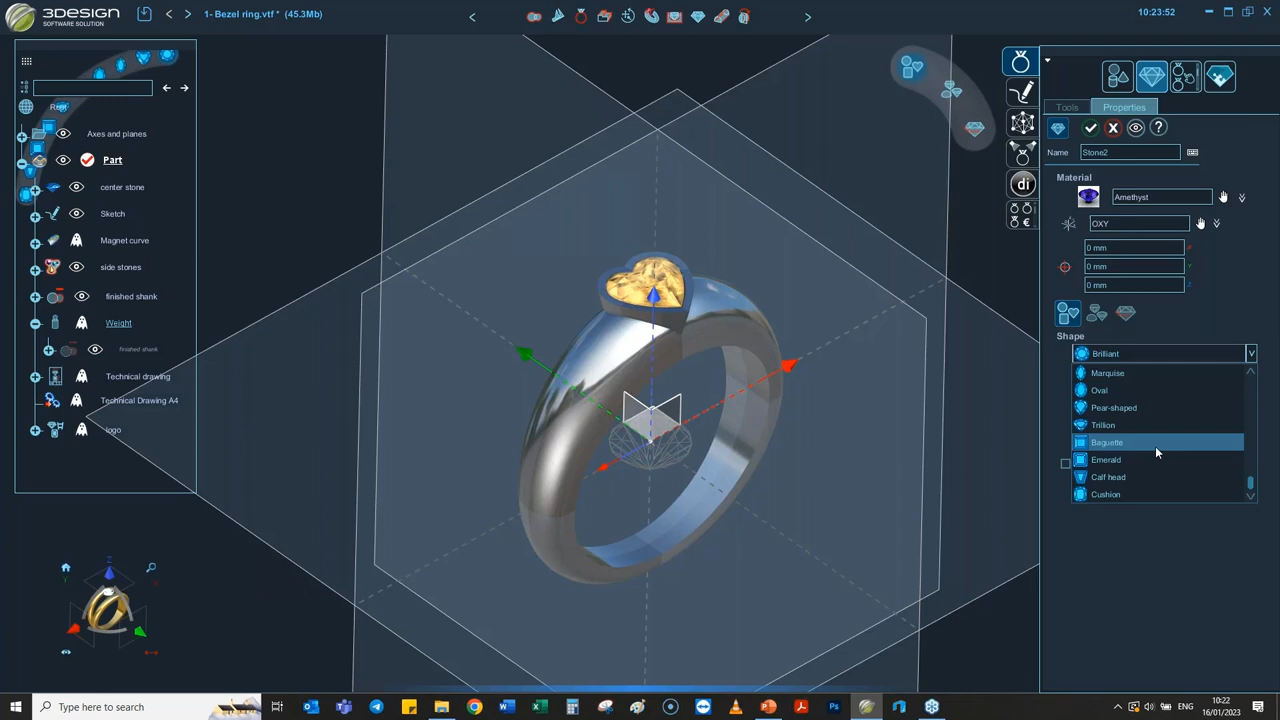 3DESIGN
SOFTWARE SOLUTION
1- Bezel ring.vtf * (45.3Mb)
10:23:52
Axes and planes
Part
center stone
Sketch
Magnet curve
side stones
finished shank
Weight
finished shank
Technical drawing
Technical Drawing A4
logo
di
Tools
Properties
Name
Stone2
Material
Amethyst
OXY
0 mm
0 mm
0 mm
Shape
Brilliant
Marquise
Oval
Pear-shaped
Trillion
Baguette
Emerald
Calf head
Cushion
Z
Type here to search
ENG
10:22
16/01/2023